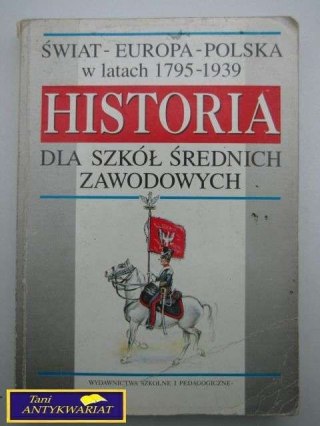 ŚWIAT - EUROPA - POLSKA
w latach 1795-1939
HISTORIA
DLA SZKÓŁ ŚREDNICH
ZAWODOWYCH
WYDAWNICTWA SZKOLNE I PEDAGOGICZNE
Tani
ANTYKWARIAT